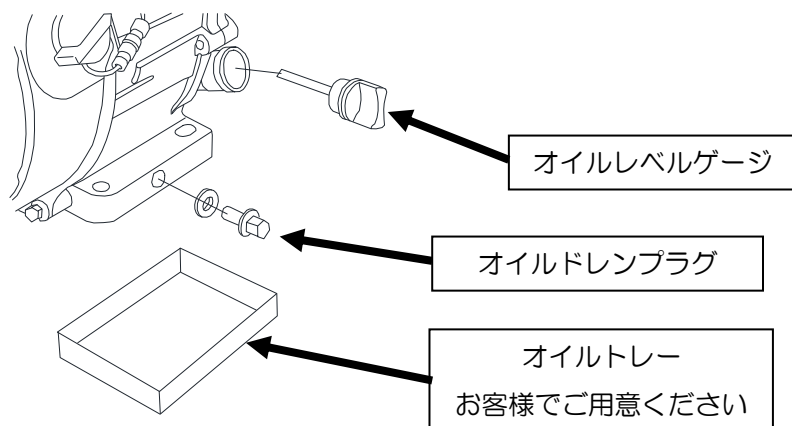 オイルレベルゲージ
オイルドレンプラグ
オイルトレー
お客様でご用意ください